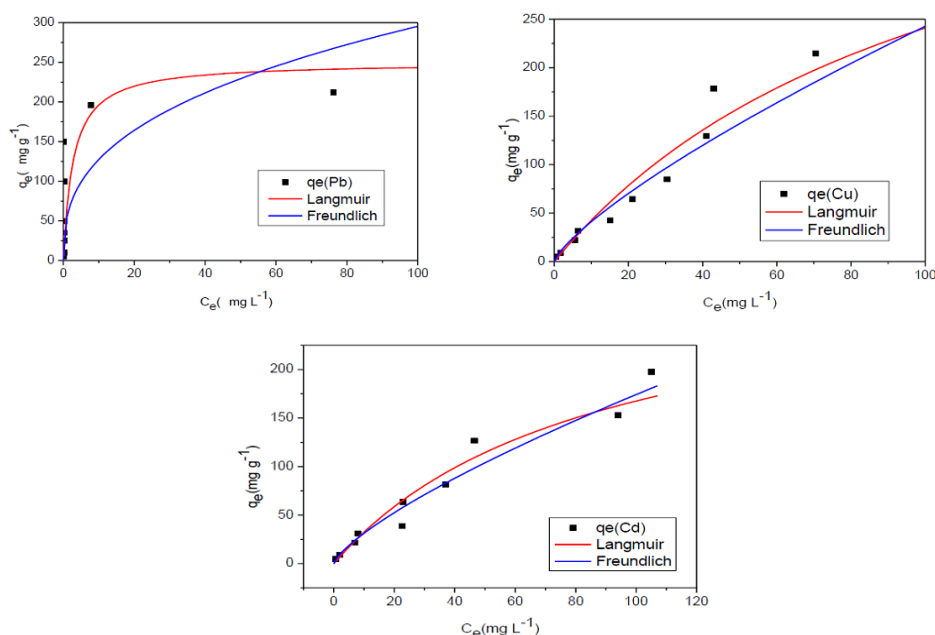 300
250
200
150
100
50
0
qₑ( mg g⁻¹)
qe(Pb)
Langmuir
Freundlich
0 20 40 60 80 100
Cₑ( mg L⁻¹)
250
200
150
100
50
0
qₑ(mg g⁻¹)
qe(Cu)
Langmuir
Freundlich
0 20 40 60 80 100
Cₑ(mg L⁻¹)
200
150
100
50
0
qₑ(mg g⁻¹)
qe(Cd)
Langmuir
Freundlich
0 20 40 60 80 100 120
Cₑ(mg L⁻¹)